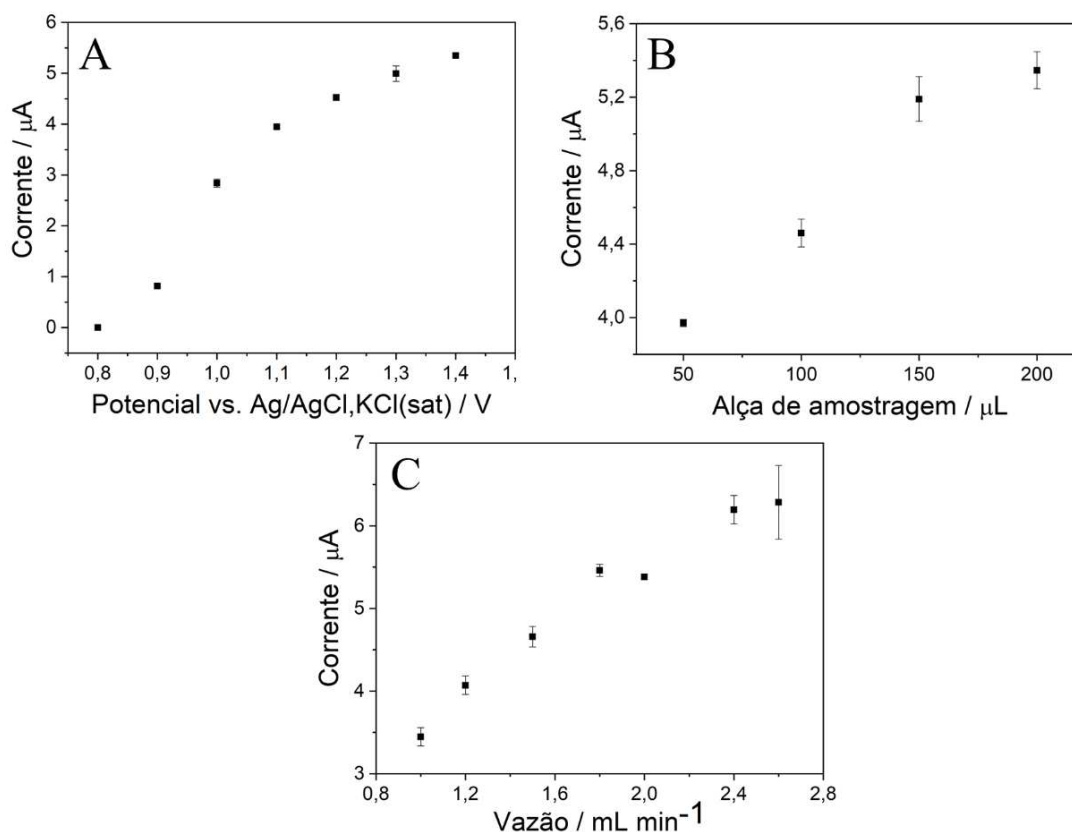 A
6
5
4
3
2
1
0
Corrente / μA
0,8 0,9 1,0 1,1 1,2 1,3 1,4 1,
Potencial vs. Ag/AgCl,KCl(sat) / V
B
5,6
5,2
4,8
4,4
4,0
Corrente / μA
50 100 150 200
Alça de amostragem / μL
C
7
6
5
4
3
Corrente / μA
0,8 1,2 1,6 2,0 2,4 2,8
Vazão / mL min⁻¹